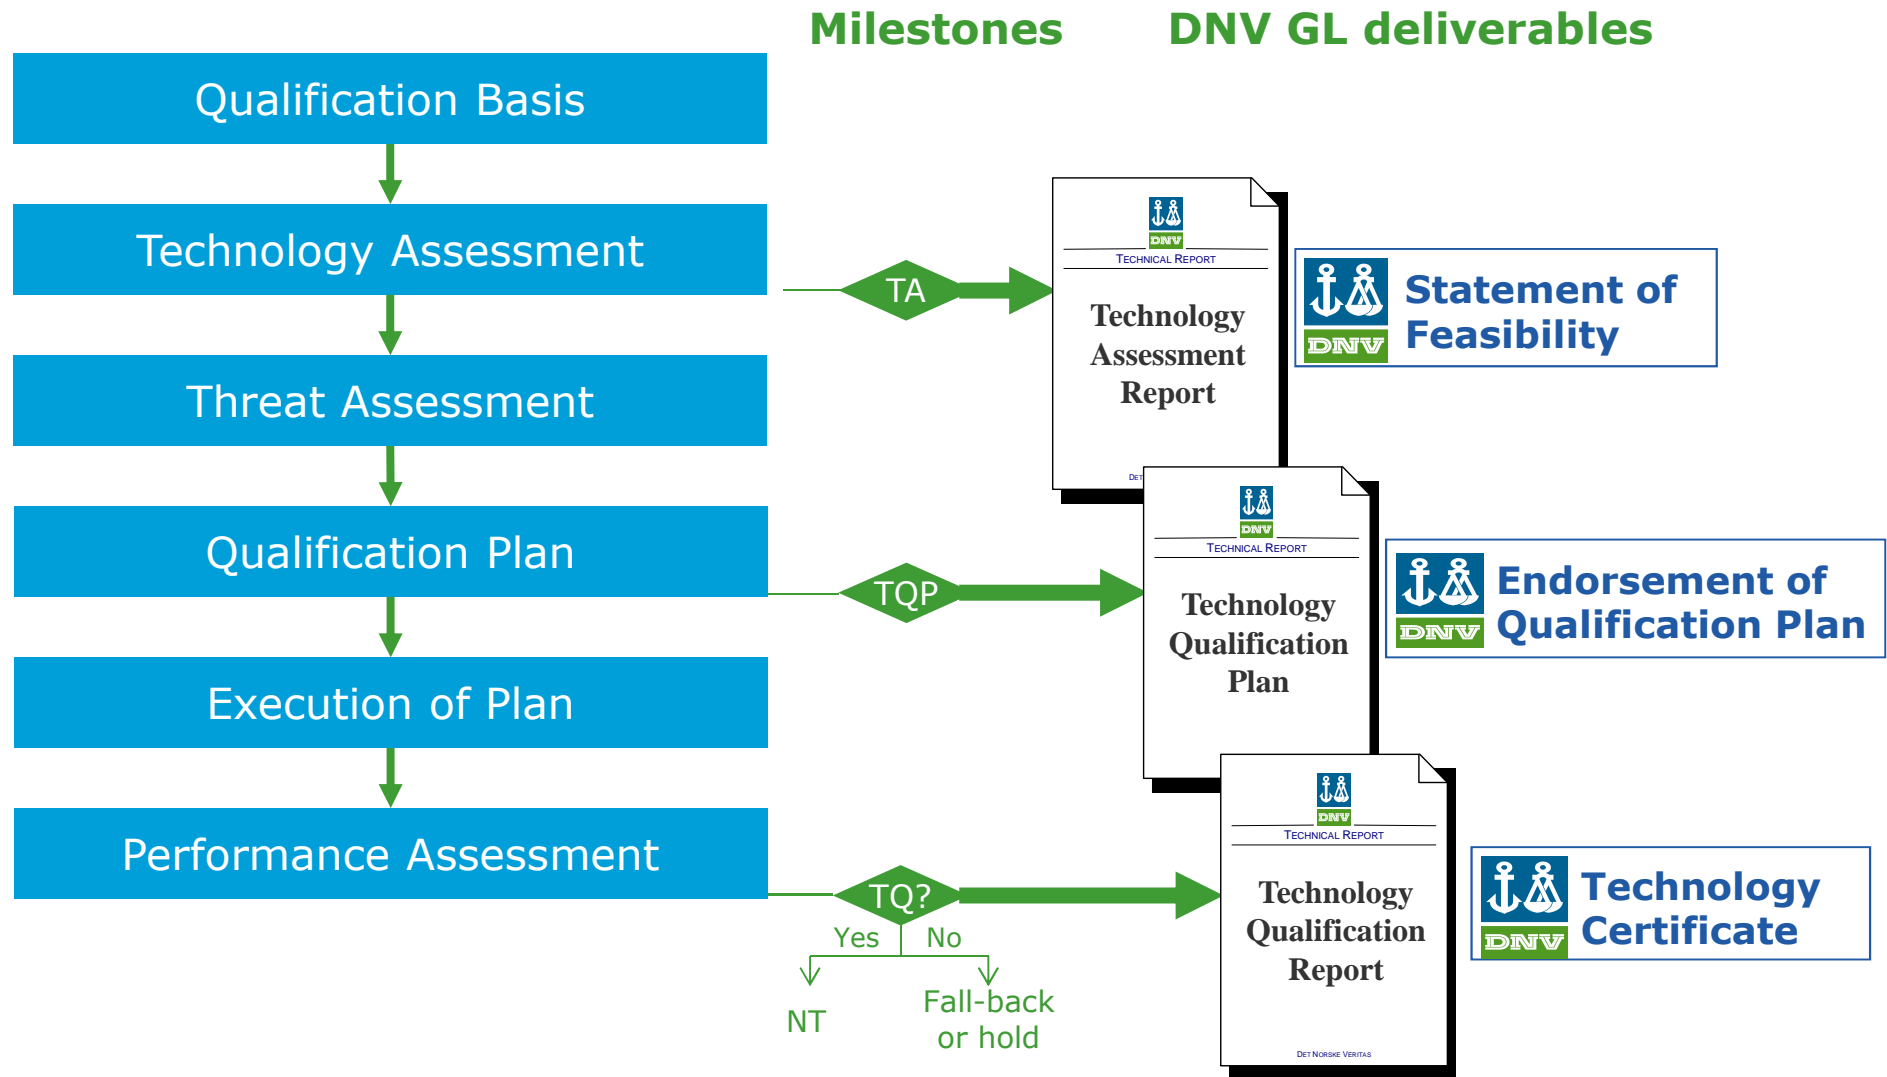 Milestones
DNV GL deliverables
Qualification Basis
Technology Assessment
Threat Assessment
Qualification Plan
Execution of Plan
Performance Assessment
TA
DNV
TECHNICAL REPORT
Technology
Assessment
Report
DET
DNV
Statement of
Feasibility
TQP
DNV
TECHNICAL REPORT
Technology
Qualification
Plan
DNV
Endorsement of
Qualification Plan
TQ?
Yes No
NT
Fall-back
or hold
DNV
TECHNICAL REPORT
Technology
Qualification
Report
DET NORSKE VERITAS
DNV
Technology
Certificate